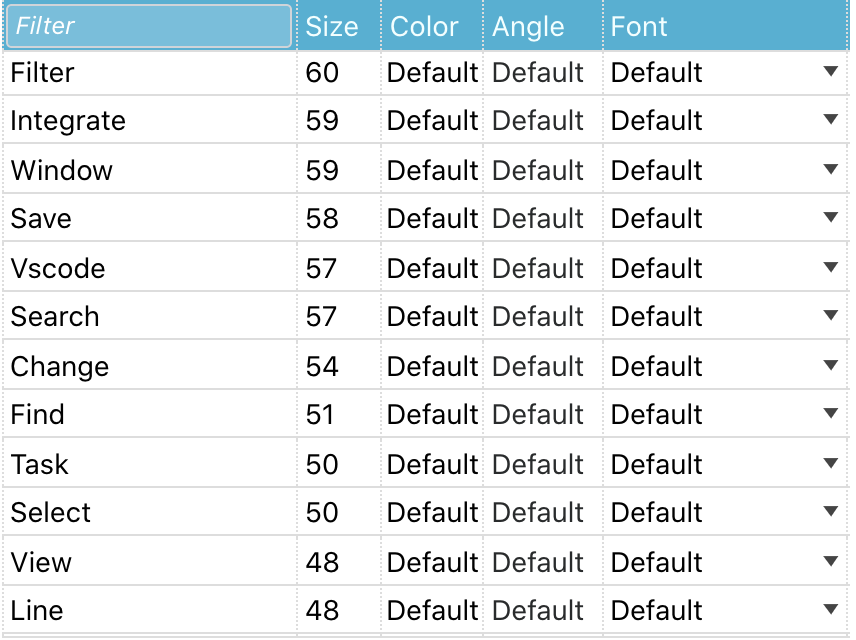 Filter Size Color Angle Font
Filter 60 Default Default Default
Integrate 59 Default Default Default
Window 59 Default Default Default
Save 58 Default Default Default
Vscode 57 Default Default Default
Search 57 Default Default Default
Change 54 Default Default Default
Find 51 Default Default Default
Task 50 Default Default Default
Select 50 Default Default Default
View 48 Default Default Default
Line 48 Default Default Default